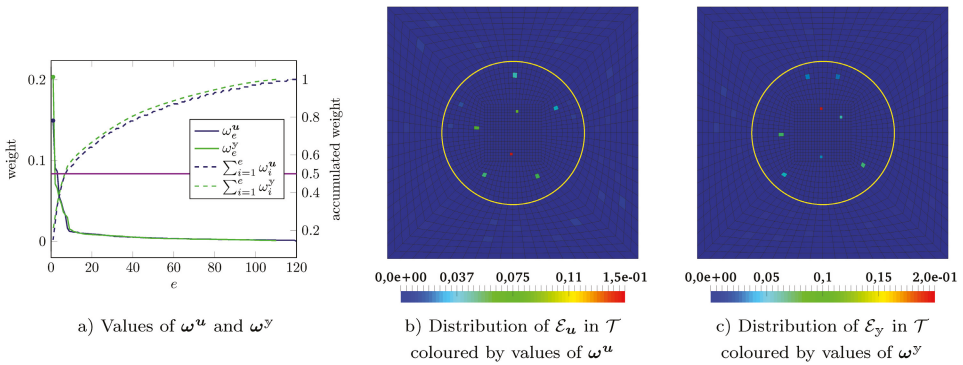 0.2
0.1
0
weight
0 20 40 60 80 100 120
e
1
0.8
0.6
0.5
0.4
0.2
accumulated weight
ω_e^u
ω_e^𝕪
∑_{i=1}^e ω_i^u
∑_{i=1}^e ω_i^𝕪
a) Values of ω^u and ω^𝕪
0,0e+00 0,037 0,075 0,11 1,5e-01
b) Distribution of ℰ_u in 𝒯
coloured by values of ω^u
0,0e+00 0,05 0,1 0,15 2,0e-01
c) Distribution of ℰ_𝕪 in 𝒯
coloured by values of ω^𝕪